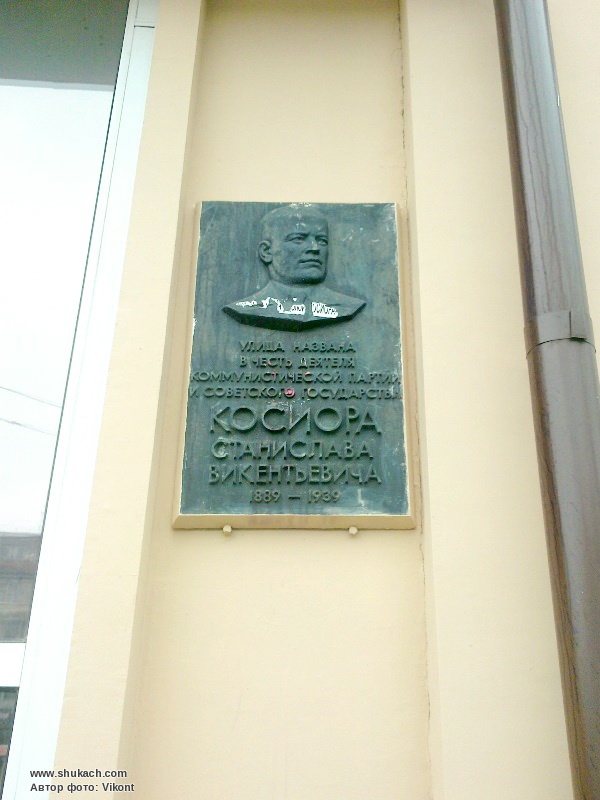 УЛИЦА НАЗВАНА
В ЧЕСТЬ ДЕЯТЕЛЯ
КОММУНИСТИЧЕСКОЙ ПАРТИИ
И СОВЕТСКОГО ГОСУДАРСТВА
КОСИОРА
СТАНИСЛАВА
ВИКЕНТЬЕВИЧА
1889 — 1939
www.shukach.com
Автор фото: Vikont